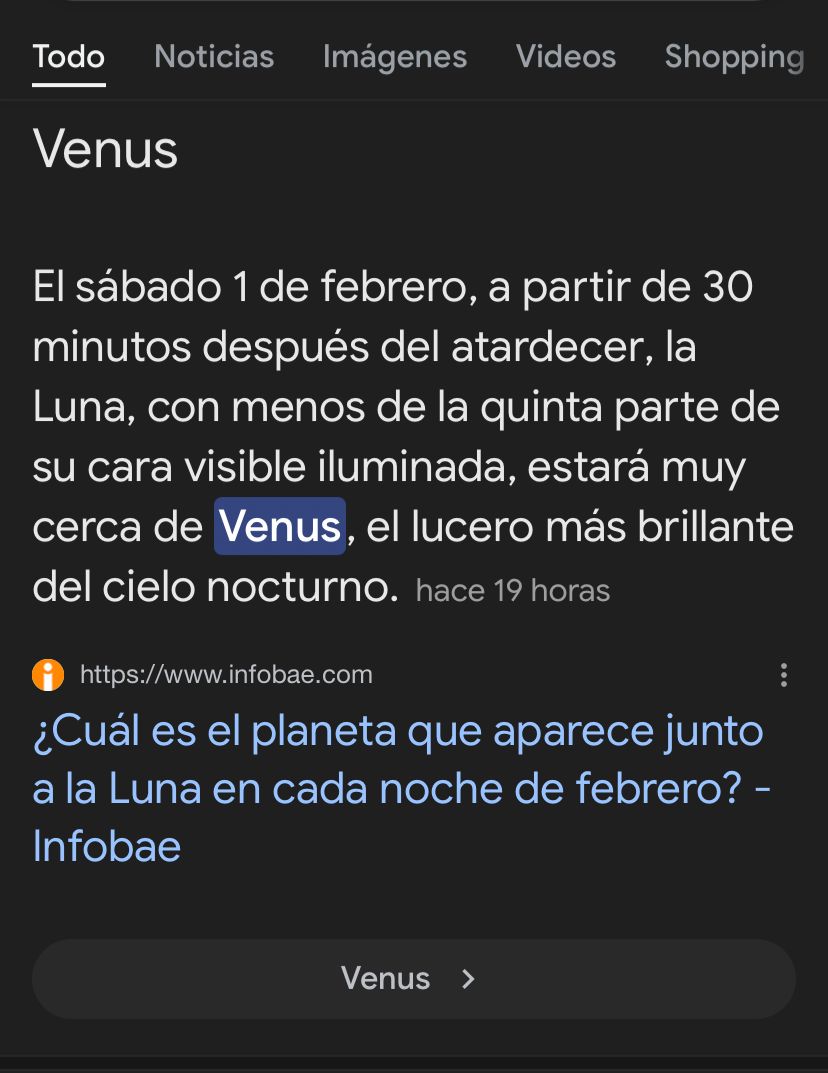 Todo Noticias Imágenes Videos Shopping
Venus
El sábado 1 de febrero, a partir de 30
minutos después del atardecer, la
Luna, con menos de la quinta parte de
su cara visible iluminada, estará muy
cerca de Venus, el lucero más brillante
del cielo nocturno. hace 19 horas
https://www.infobae.com
¿Cuál es el planeta que aparece junto
a la Luna en cada noche de febrero? -
Infobae
Venus